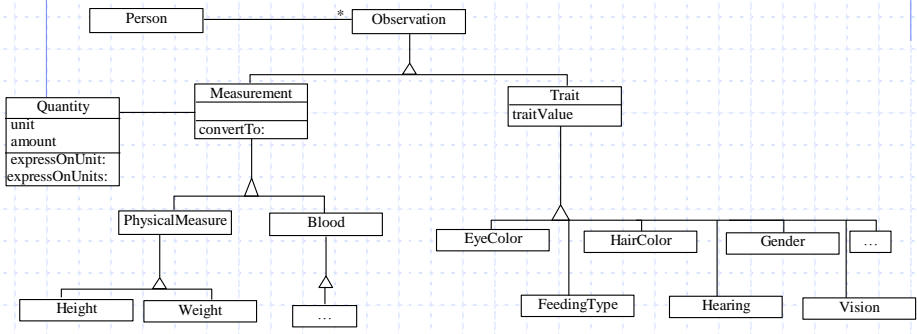 Person
*
Observation
Measurement
convertTo:
Quantity
unit
amount
expressOnUnit:
expressOnUnits:
Trait
traitValue
PhysicalMeasure
Blood
EyeColor
HairColor
Gender
...
Height
Weight
...
FeedingType
Hearing
Vision